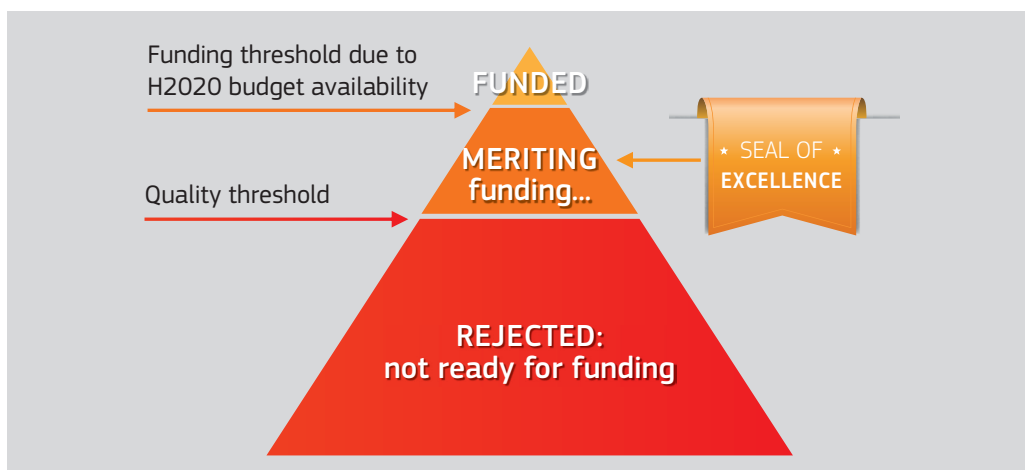 Funding threshold due to
H2020 budget availability
FUNDED
MERITING
funding...
★ SEAL OF ★
EXCELLENCE
Quality threshold
REJECTED:
not ready for funding